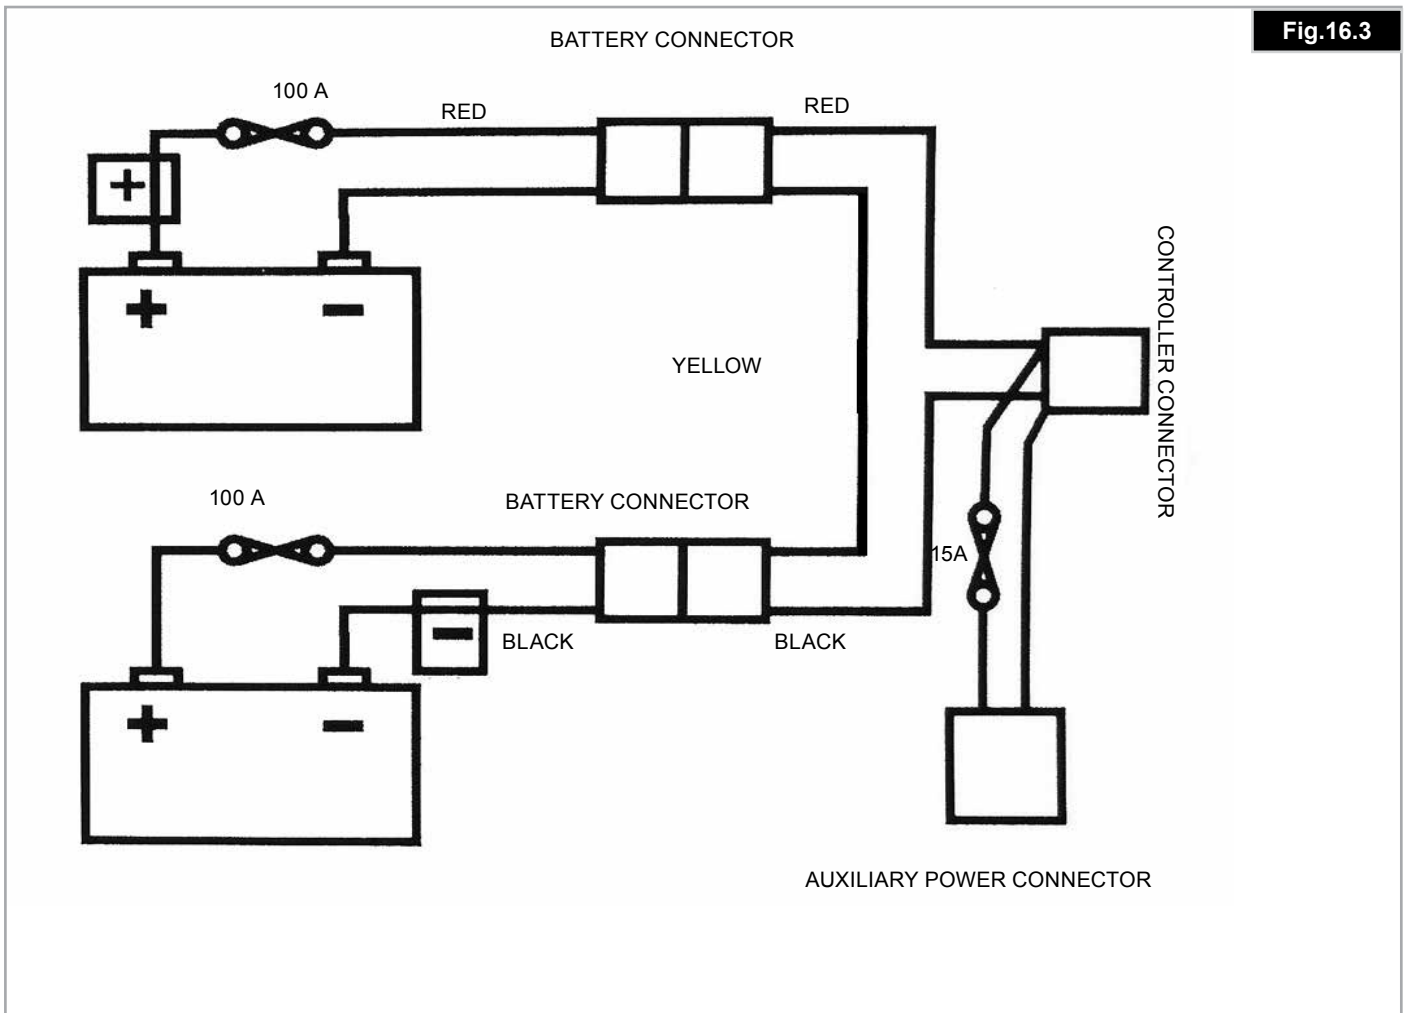 Fig.16.3
BATTERY CONNECTOR
100 A
RED
RED
+
+
-
YELLOW
CONTROLLER CONNECTOR
100 A
BATTERY CONNECTOR
15A
-
BLACK
BLACK
+
-
AUXILIARY POWER CONNECTOR